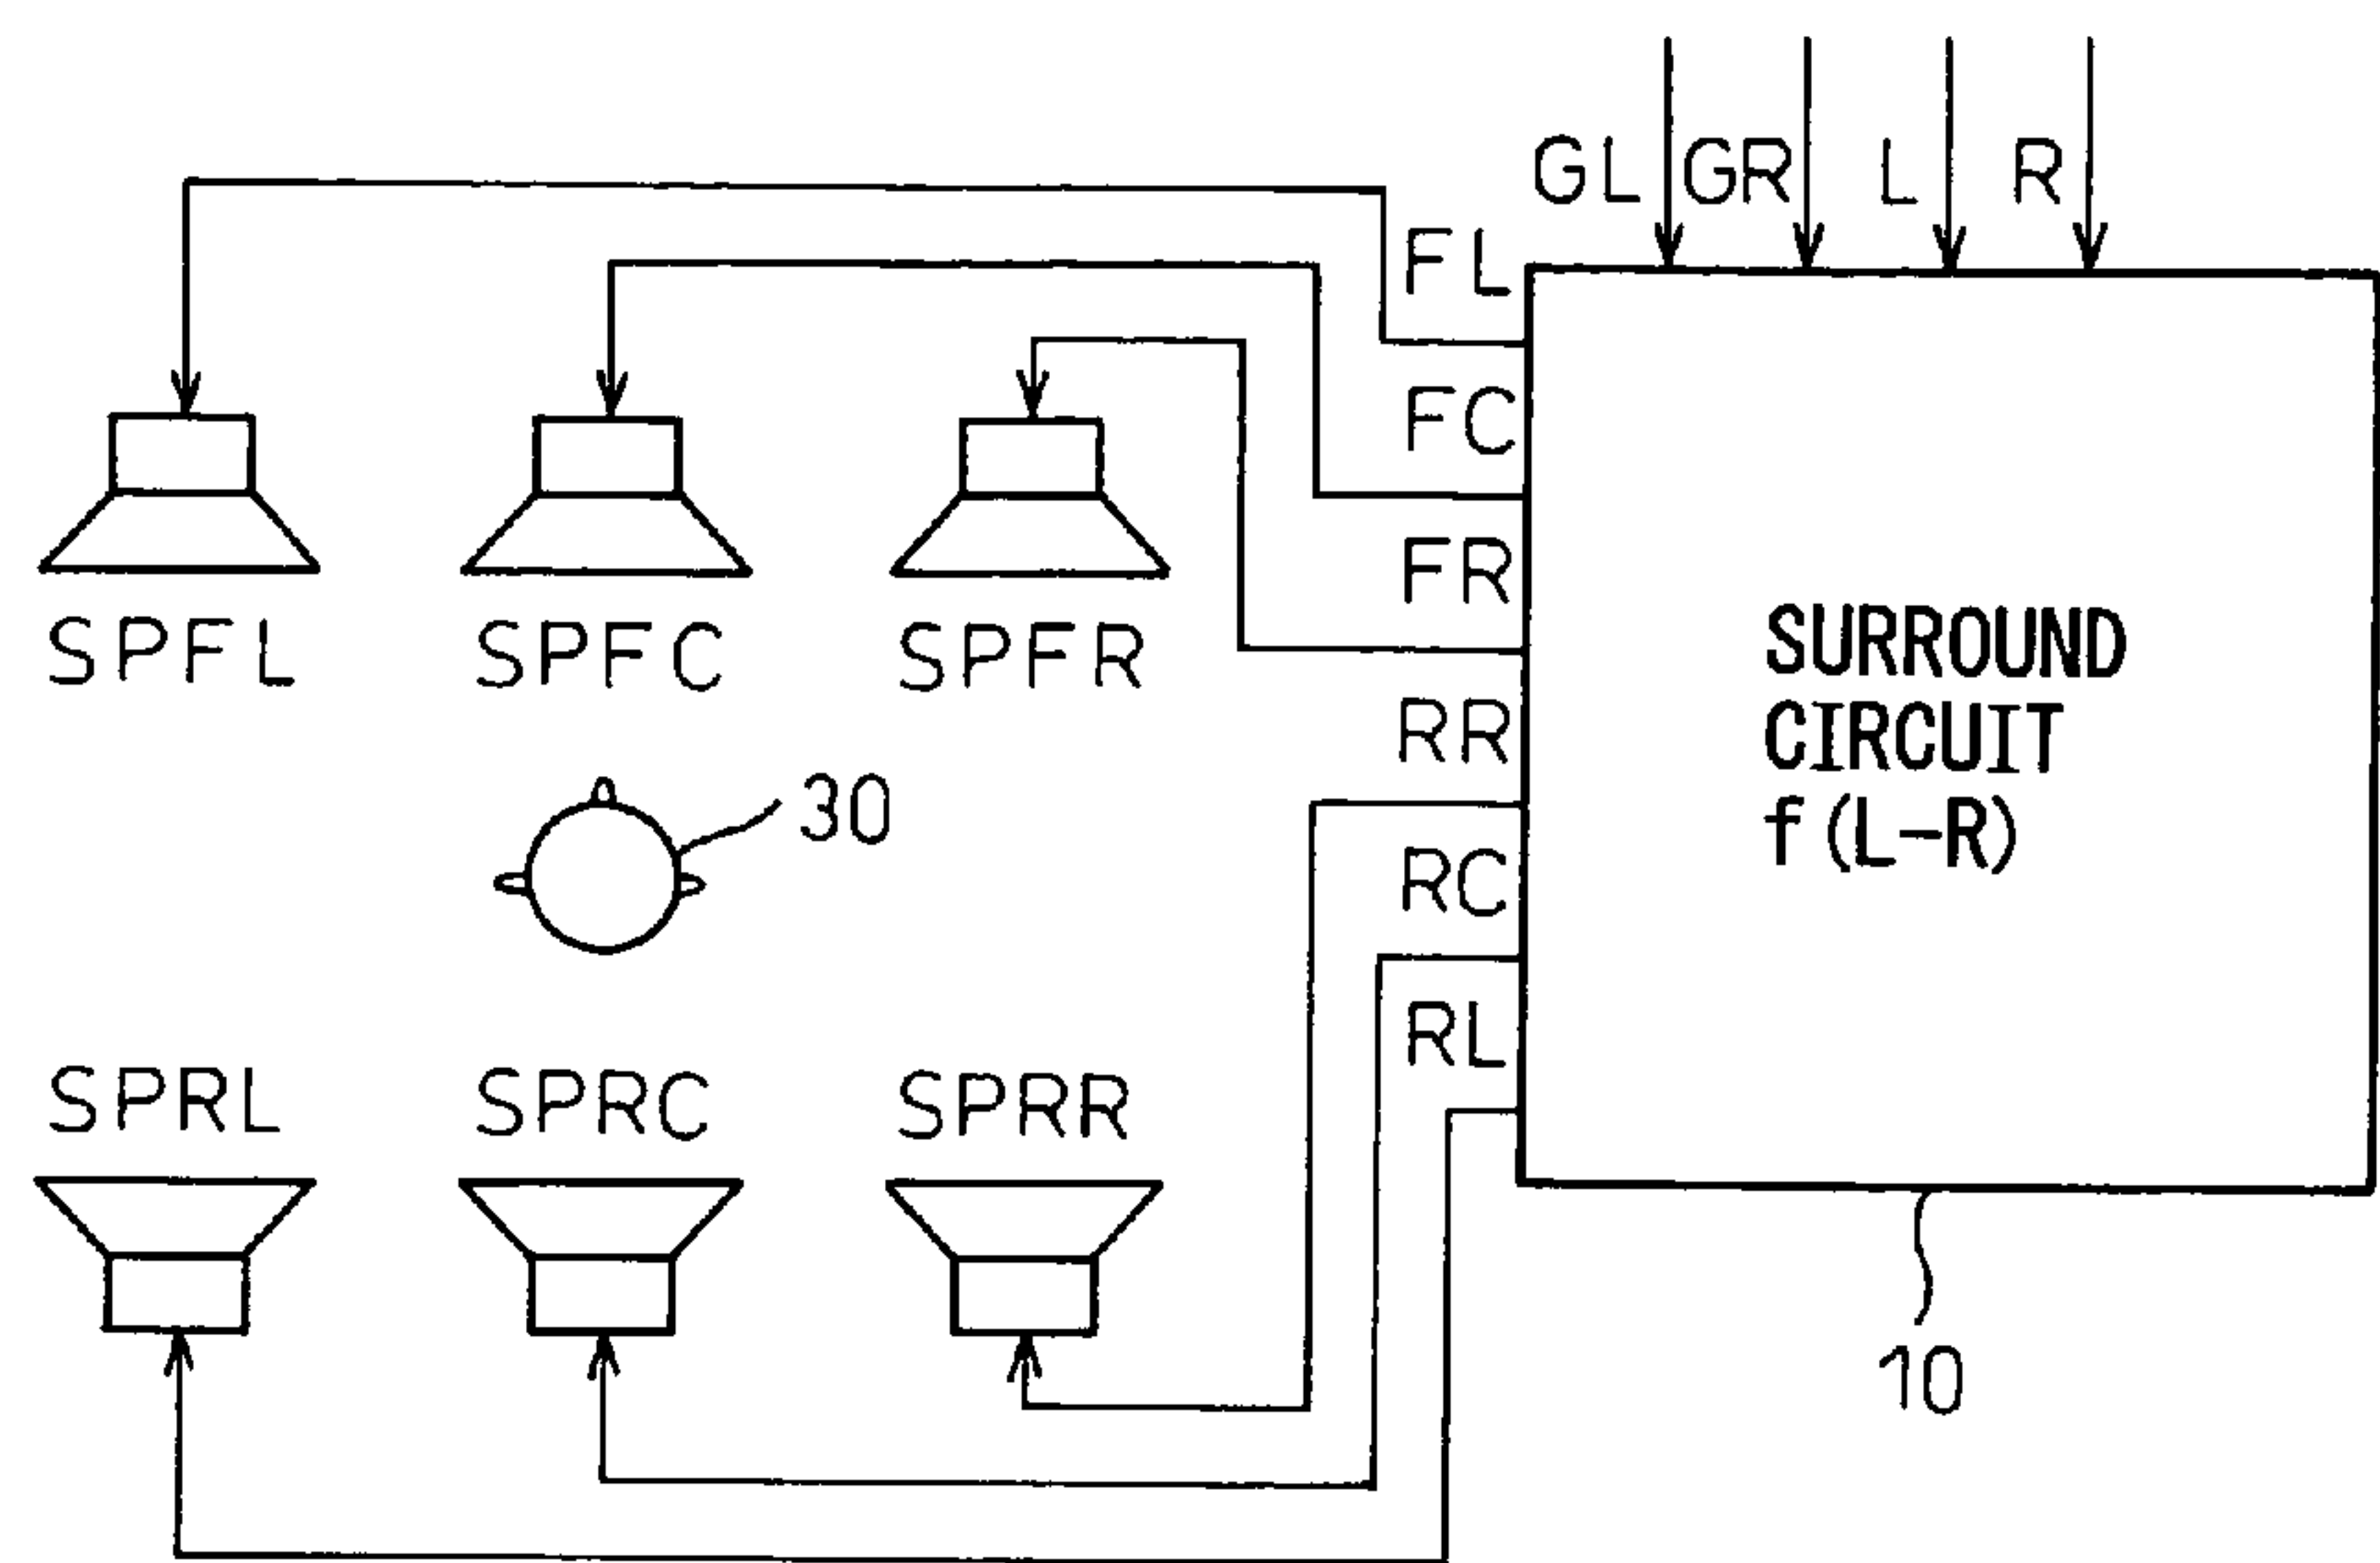 GL GR L R
FL
FC
FR
SPFL SPFC SPFR
RR
30
RC
RL
SPRL SPRC SPRR
SURROUND
CIRCUIT
f(L-R)
10